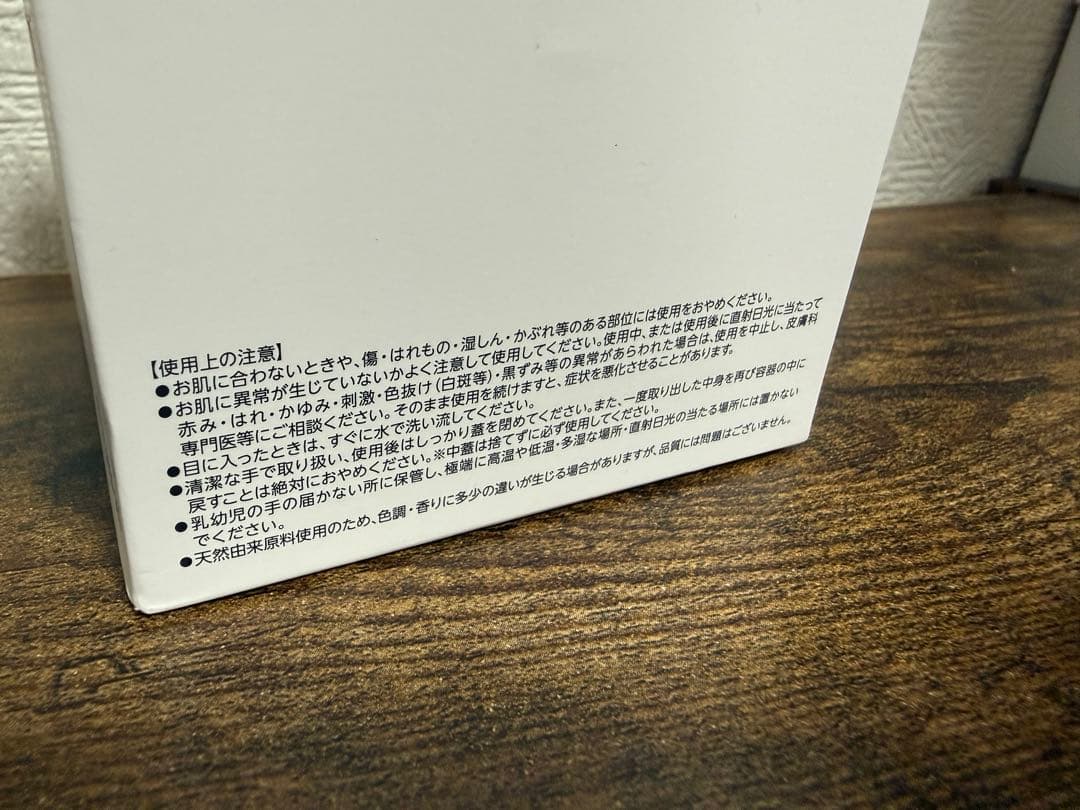 【使用上の注意】
●お肌に合わないときや、傷・はれもの・湿しん・かぶれ等のある部位には使用をおやめください。
●お肌に異常が生じていないかよく注意して使用してください。使用中、または使用後に直射日光に当たって
赤み・はれ・かゆみ・刺激・色抜け(白斑等)・黒ずみ等の異常があらわれた場合は、使用を中止し、皮膚科
専門医等にご相談ください。そのまま使用を続けますと、症状を悪化させることがあります。
●目に入ったときは、すぐに水で洗い流してください。
●清潔な手で取り扱い、使用後はしっかり蓋を閉めてください。また、一度取り出した中身を再び容器の中に
戻すことは絶対におやめください。※中蓋は捨てずに必ず使用してください。
●乳幼児の手の届かない所に保管し、極端に高温や低温・多湿な場所・直射日光の当たる場所には置かない
でください。
●天然由来原料使用のため、色調・香りに多少の違いが生じる場合がありますが、品質には問題はございません。